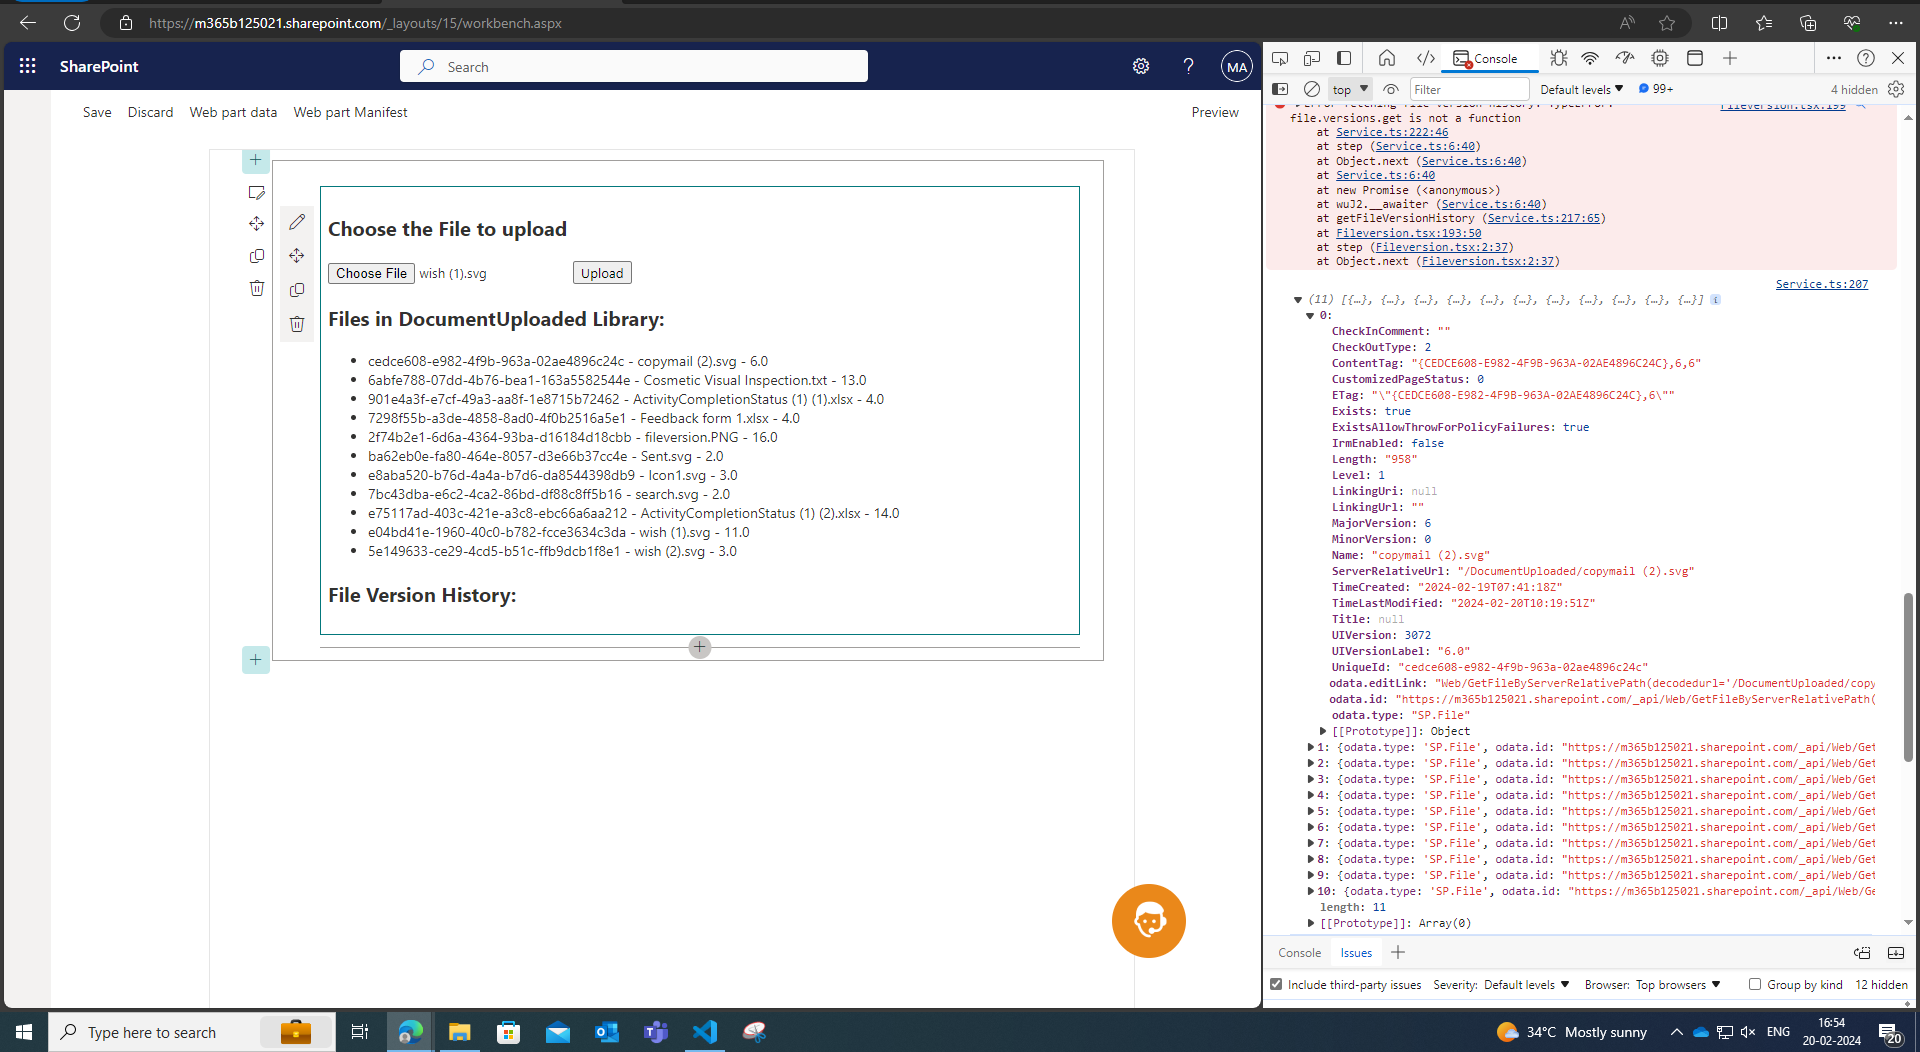 https://m365b125021.sharepoint.com/_layouts/15/workbench.aspx
SharePoint
Search
MA
Save Discard Web part data Web part Manifest Preview
Choose the File to upload
Choose File wish (1).svg Upload
Files in DocumentUploaded Library:
cedce608-e982-4f9b-963a-02ae4896c24c - copymail (2).svg - 6.0
6abfe788-07dd-4b76-bea1-163a5582544e - Cosmetic Visual Inspection.txt - 13.0
901e4a3f-e7cf-49a3-aa8f-1e8715b72462 - ActivityCompletionStatus (1) (1).xlsx - 4.0
7298f55b-a3de-4858-8ad0-4f0b2516a5e1 - Feedback form 1.xlsx - 4.0
2f74b2e1-6d6a-4364-93ba-d16184d18cbb - fileversion.PNG - 16.0
ba62eb0e-fa80-464e-8057-d3e66b37cc4e - Sent.svg - 2.0
e8aba520-b76d-4a4a-b7d6-da8544398db9 - Icon1.svg - 3.0
7bc43dba-e6c2-4ca2-86bd-df88c8ff5b16 - search.svg - 2.0
e75117ad-403c-421e-a3c8-ebc66a6aa212 - ActivityCompletionStatus (1) (2).xlsx - 14.0
e04bd41e-1960-40c0-b782-fcce3634c3da - wish (1).svg - 11.0
5e149633-ce29-4cd5-b51c-ffb9dcb1f8e1 - wish (2).svg - 3.0
File Version History:
Console
top Filter Default levels 99+ 4 hidden
Error fetching file version history: TypeError: Fileversion.tsx:199
file.versions.get is not a function
at Service.ts:222:46
at step (Service.ts:6:40)
at Object.next (Service.ts:6:40)
at Service.ts:6:40
at new Promise (<anonymous>)
at wuJ2.__awaiter (Service.ts:6:40)
at getFileVersionHistory (Service.ts:217:65)
at Fileversion.tsx:193:50
at step (Fileversion.tsx:2:37)
at Object.next (Fileversion.tsx:2:37)
Service.ts:207
(11) [{…}, {…}, {…}, {…}, {…}, {…}, {…}, {…}, {…}, {…}, {…}] i
0:
CheckInComment: ""
CheckOutType: 2
ContentTag: "{CEDCE608-E982-4F9B-963A-02AE4896C24C},6,6"
CustomizedPageStatus: 0
ETag: "\"{CEDCE608-E982-4F9B-963A-02AE4896C24C},6\""
Exists: true
ExistsAllowThrowForPolicyFailures: true
IrmEnabled: false
Length: "958"
Level: 1
LinkingUri: null
LinkingUrl: ""
MajorVersion: 6
MinorVersion: 0
Name: "copymail (2).svg"
ServerRelativeUrl: "/DocumentUploaded/copymail (2).svg"
TimeCreated: "2024-02-19T07:41:18Z"
TimeLastModified: "2024-02-20T10:19:51Z"
Title: null
UIVersion: 3072
UIVersionLabel: "6.0"
UniqueId: "cedce608-e982-4f9b-963a-02ae4896c24c"
odata.editLink: "Web/GetFileByServerRelativePath(decodedurl='/DocumentUploaded/copy
odata.id: "https://m365b125021.sharepoint.com/_api/Web/GetFileByServerRelativePath(
odata.type: "SP.File"
[[Prototype]]: Object
1: {odata.type: 'SP.File', odata.id: "https://m365b125021.sharepoint.com/_api/Web/Get
2: {odata.type: 'SP.File', odata.id: "https://m365b125021.sharepoint.com/_api/Web/Get
3: {odata.type: 'SP.File', odata.id: "https://m365b125021.sharepoint.com/_api/Web/Get
4: {odata.type: 'SP.File', odata.id: "https://m365b125021.sharepoint.com/_api/Web/Get
5: {odata.type: 'SP.File', odata.id: "https://m365b125021.sharepoint.com/_api/Web/Get
6: {odata.type: 'SP.File', odata.id: "https://m365b125021.sharepoint.com/_api/Web/Get
7: {odata.type: 'SP.File', odata.id: "https://m365b125021.sharepoint.com/_api/Web/Get
8: {odata.type: 'SP.File', odata.id: "https://m365b125021.sharepoint.com/_api/Web/Get
9: {odata.type: 'SP.File', odata.id: "https://m365b125021.sharepoint.com/_api/Web/Get
10: {odata.type: 'SP.File', odata.id: "https://m365b125021.sharepoint.com/_api/Web/Ge
length: 11
[[Prototype]]: Array(0)
Console Issues
Include third-party issues Severity: Default levels Browser: Top browsers Group by kind 12 hidden
Type here to search
34°C Mostly sunny
ENG
16:54
20-02-2024
20